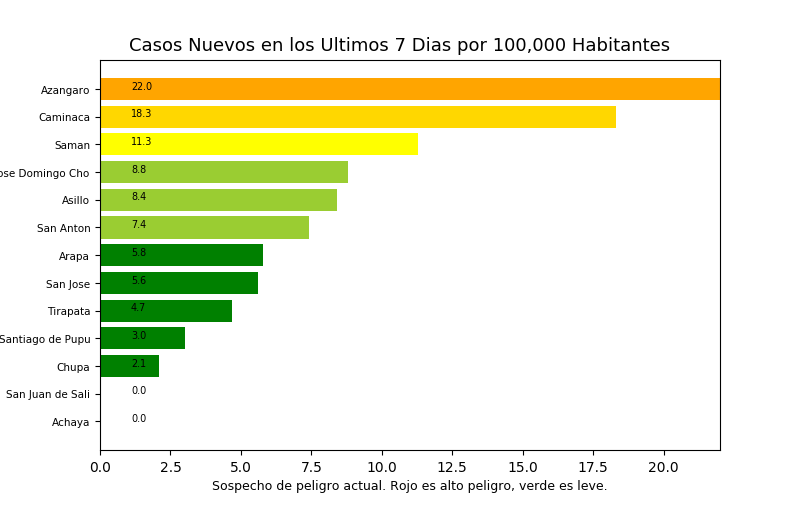 Casos Nuevos en los Ultimos 7 Dias por 100,000 Habitantes
Azangaro 22.0
Caminaca 18.3
Saman 11.3
ose Domingo Cho 8.8
Asillo 8.4
San Anton 7.4
Arapa 5.8
San Jose 5.6
Tirapata 4.7
Santiago de Pupu 3.0
Chupa 2.1
San Juan de Sali 0.0
Achaya 0.0
0.0 2.5 5.0 7.5 10.0 12.5 15.0 17.5 20.0
Sospecho de peligro actual. Rojo es alto peligro, verde es leve.